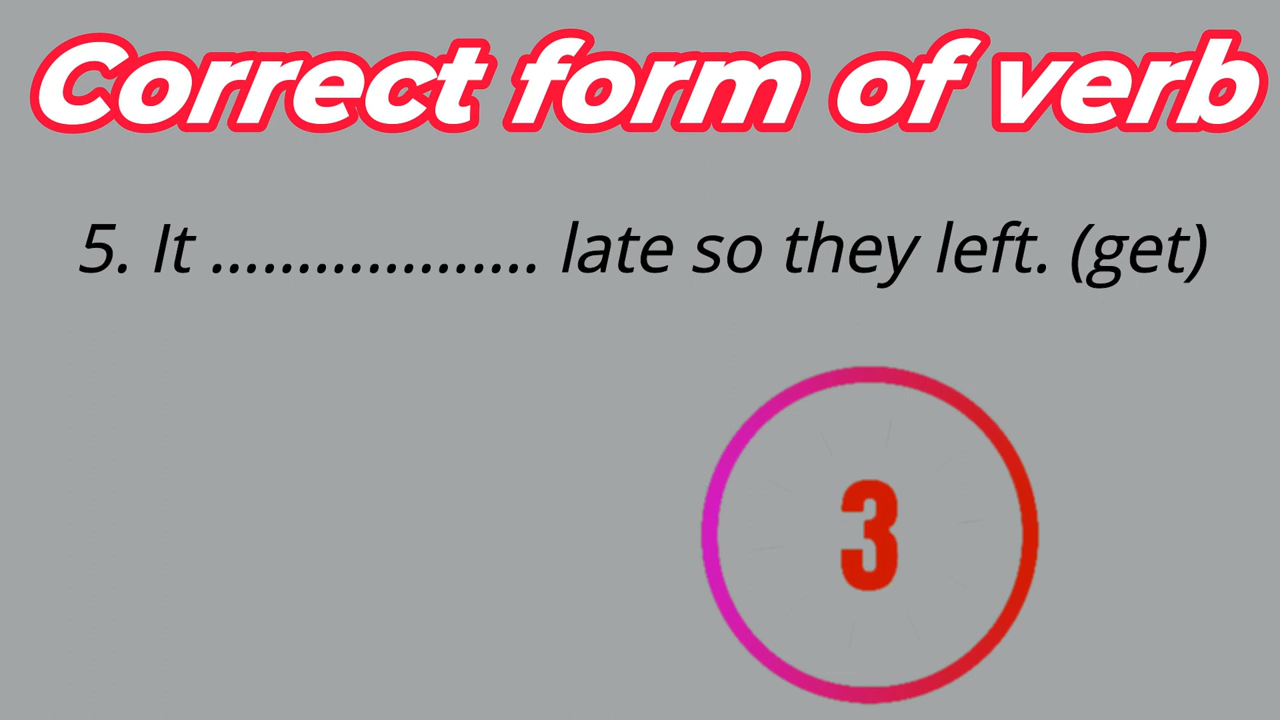 Correct form of verb
5. It .................. late so they left. (get)
3